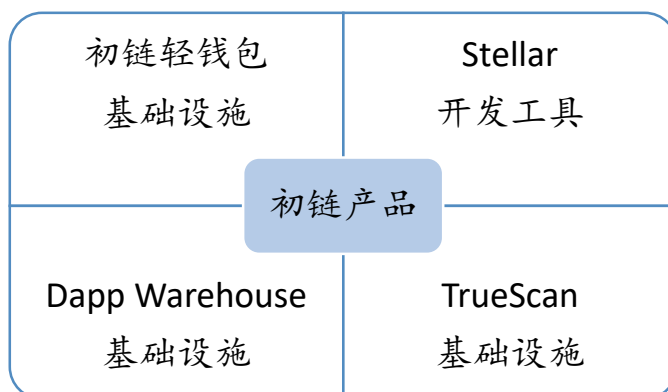 初链轻钱包
基础设施
Stellar
开发工具
初链产品
Dapp Warehouse
基础设施
TrueScan
基础设施